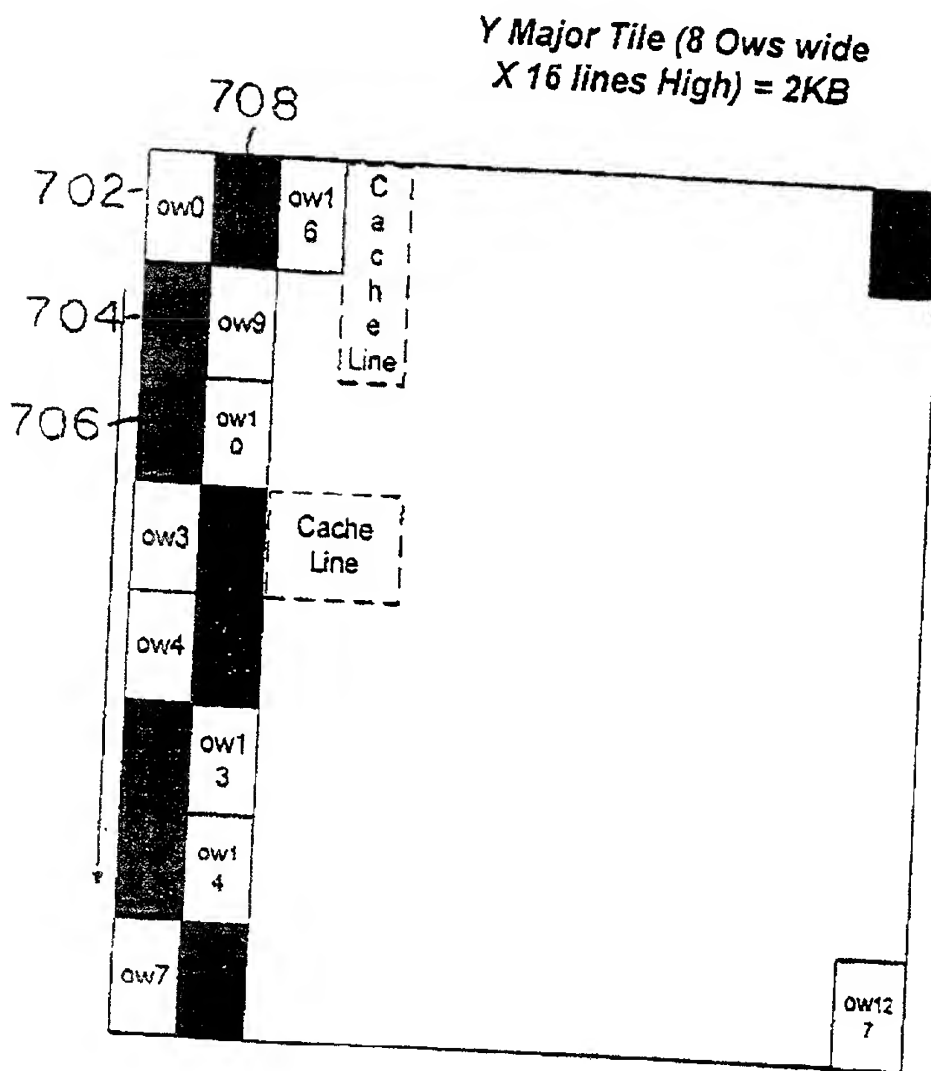 Y Major Tile (8 Ows wide
X 16 lines High) = 2KB
708
702
ow0
ow1
6
C
a
c
h
e
Line
704
ow9
706
ow1
0
ow3
Cache
Line
ow4
ow1
3
ow1
4
ow7
ow12
7